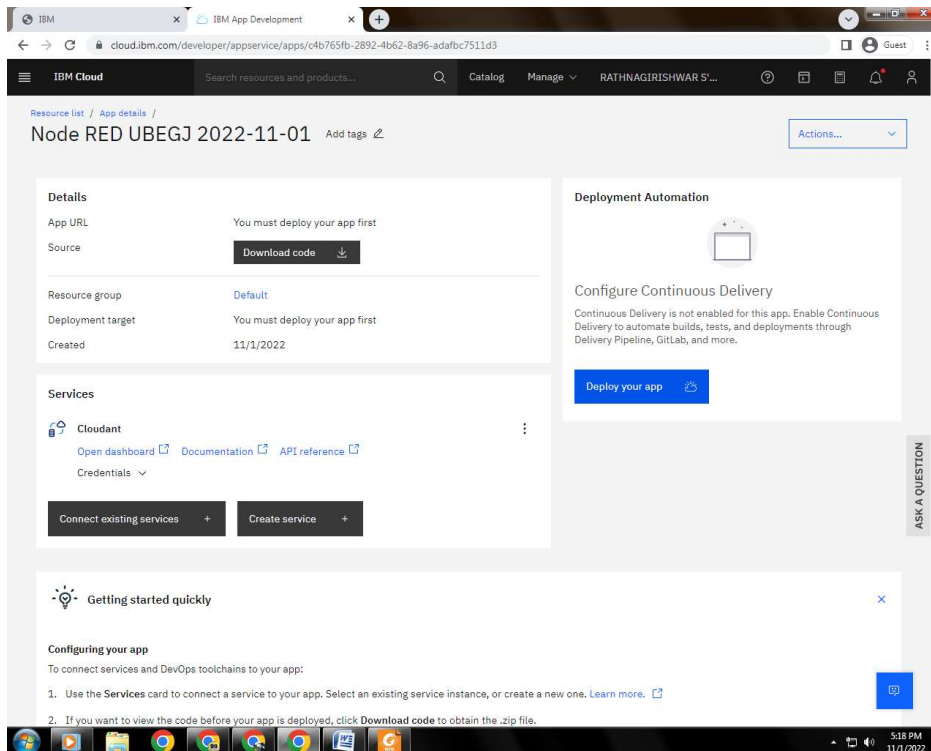 IBM
IBM App Development
cloud.ibm.com/developer/appservice/apps/c4b765fb-2892-4b62-8a96-adafbc7511d3
Guest
IBM Cloud
Search resources and products...
Catalog
Manage
RATHNAGIRISHWAR S'...
Resource list / App details /
Node RED UBEGJ 2022-11-01
Add tags
Actions...
Details
App URL
You must deploy your app first
Source
Download code
Resource group
Default
Deployment target
You must deploy your app first
Created
11/1/2022
Deployment Automation
Configure Continuous Delivery
Continuous Delivery is not enabled for this app. Enable Continuous
Delivery to automate builds, tests, and deployments through
Delivery Pipeline, GitLab, and more.
Deploy your app
Services
Cloudant
Open dashboard
Documentation
API reference
Credentials
Connect existing services +
Create service +
ASK A QUESTION
Getting started quickly
Configuring your app
To connect services and DevOps toolchains to your app:
1. Use the Services card to connect a service to your app. Select an existing service instance, or create a new one. Learn more.
2. If you want to view the code before your app is deployed, click Download code to obtain the .zip file.
5:18 PM
11/1/2022